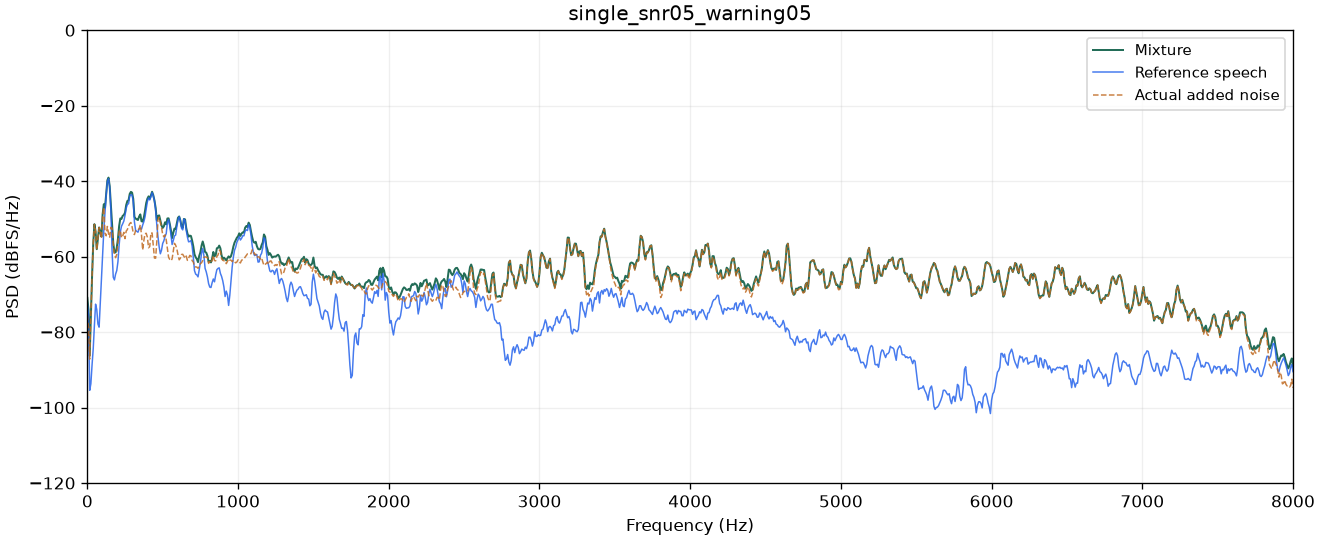 single_snr05_warning05
PSD (dBFS/Hz)
0
−20
−40
−60
−80
−100
−120
Mixture
Reference speech
Actual added noise
0 1000 2000 3000 4000 5000 6000 7000 8000
Frequency (Hz)